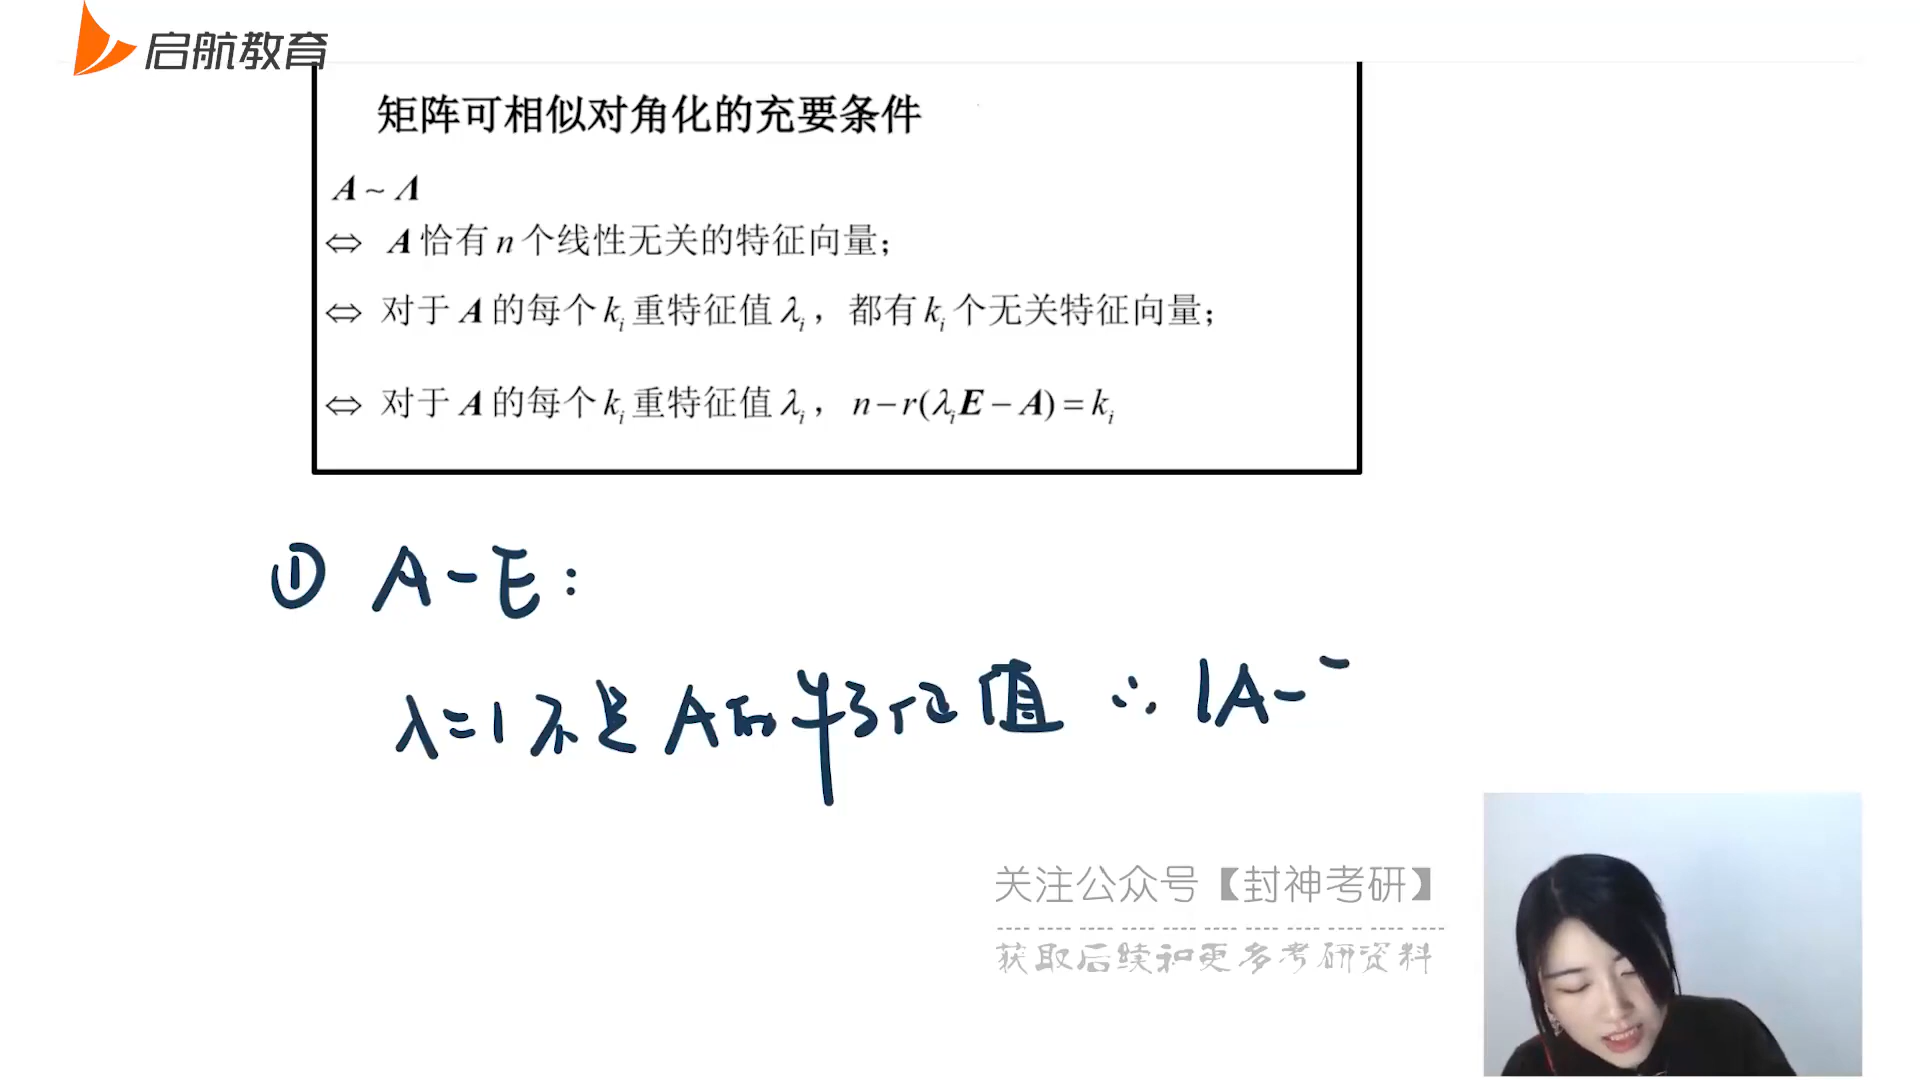 启航教育
矩阵可相似对角化的充要条件
A ~ Λ
⇔ A 恰有 n 个线性无关的特征向量；
⇔ 对于 A 的每个 kᵢ 重特征值 λᵢ，都有 kᵢ 个无关特征向量；
⇔ 对于 A 的每个 kᵢ 重特征值 λᵢ，n − r(λᵢE − A) = kᵢ
① A − E:
λ=1 不是 A 的特征值 ∴ |A −
关注公众号【封神考研】
获取后续和更多考研资料